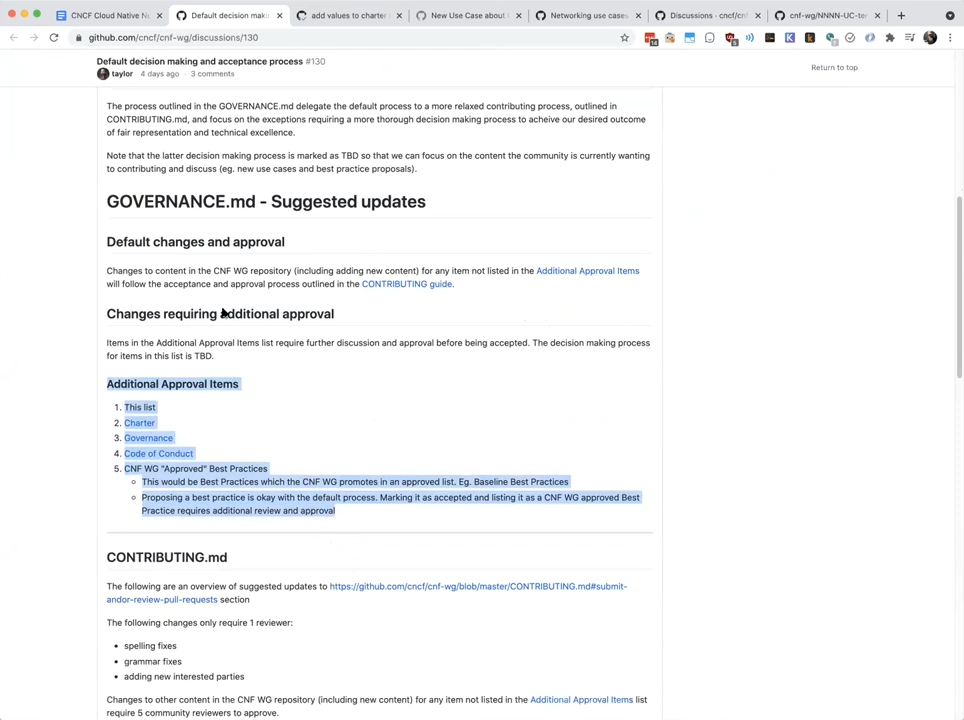 CNCF Cloud Native N
Default decision makin
add values to charter
New Use Case about
Networking use cases
Discussions · cncf/cnf
cnf-wg/NNNN-UC-te
github.com/cncf/cnf-wg/discussions/130
Default decision making and acceptance process #130
taylor 4 days ago · 3 comments
Return to top
The process outlined in the GOVERNANCE.md delegate the default process to a more relaxed contributing process, outlined in
CONTRIBUTING.md, and focus on the exceptions requiring a more thorough decision making process to acheive our desired outcome
of fair representation and technical excellence.
Note that the latter decision making process is marked as TBD so that we can focus on the content the community is currently wanting
to contributing and discuss (eg. new use cases and best practice proposals).
GOVERNANCE.md - Suggested updates
Default changes and approval
Changes to content in the CNF WG repository (including adding new content) for any item not listed in the Additional Approval Items
will follow the acceptance and approval process outlined in the CONTRIBUTING guide.
Changes requiring additional approval
Items in the Additional Approval Items list require further discussion and approval before being accepted. The decision making process
for items in this list is TBD.
Additional Approval Items
1. This list
2. Charter
3. Governance
4. Code of Conduct
5. CNF WG "Approved" Best Practices
This would be Best Practices which the CNF WG promotes in an approved list. Eg. Baseline Best Practices
Proposing a best practice is okay with the default process. Marking it as accepted and listing it as a CNF WG approved Best
Practice requires additional review and approval
CONTRIBUTING.md
The following are an overview of suggested updates to https://github.com/cncf/cnf-wg/blob/master/CONTRIBUTING.md#submit-
andor-review-pull-requests section
The following changes only require 1 reviewer:
• spelling fixes
• grammar fixes
• adding new interested parties
Changes to other content in the CNF WG repository (including new content) for any item not listed in the Additional Approval Items list
require 5 community reviewers to approve.